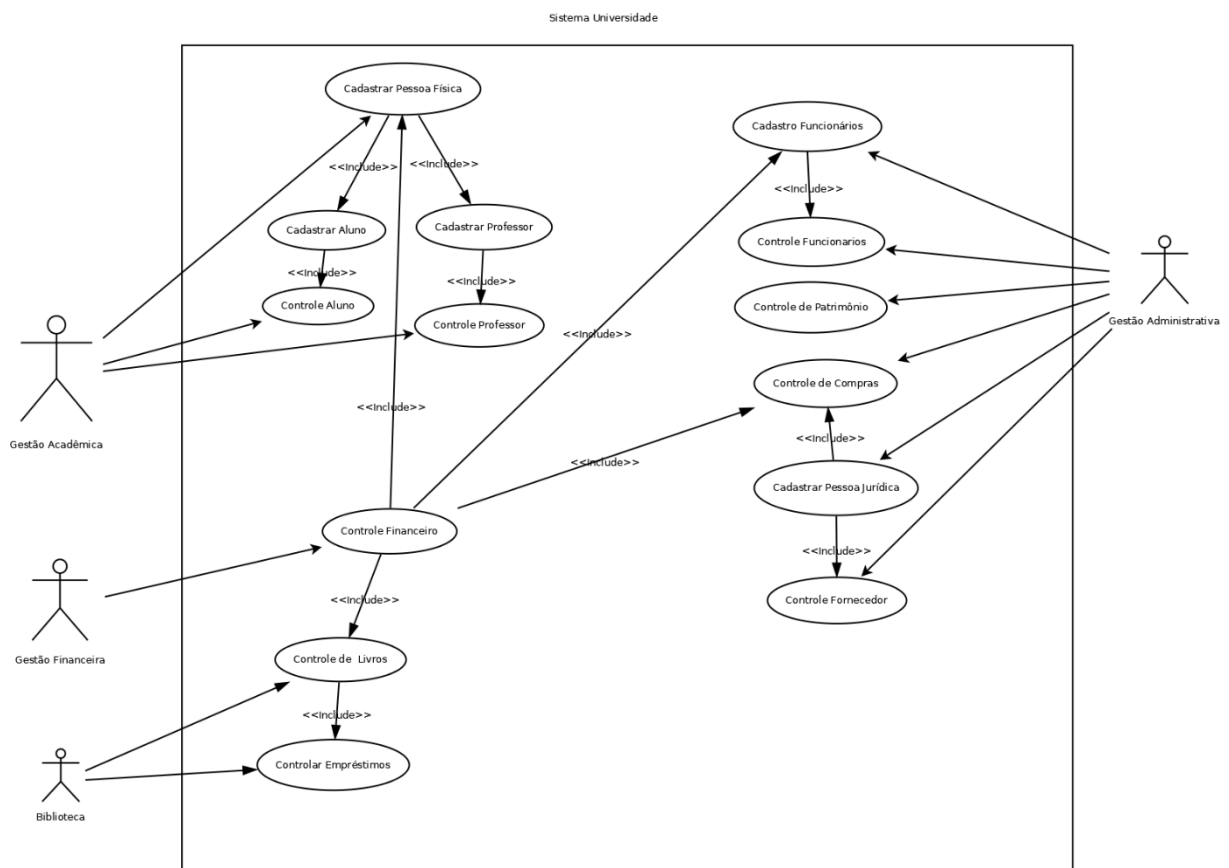 Sistema Universidade
Cadastrar Pessoa Física
Cadastro Funcionários
<<Include>>
<<Include>>
<<Include>>
Cadastrar Aluno
Cadastrar Professor
Controle Funcionarios
<<Include>>
<<Include>>
Controle Aluno
Controle de Patrimônio
Controle Professor
Gestão Administrativa
<<Include>>
Controle de Compras
<<Include>>
<<Include>>
Gestão Acadêmica
<<Include>>
Cadastrar Pessoa Jurídica
Controle Financeiro
<<Include>>
<<Include>>
Controle Fornecedor
Gestão Financeira
Controle de  Livros
<<Include>>
Controlar Empréstimos
Biblioteca